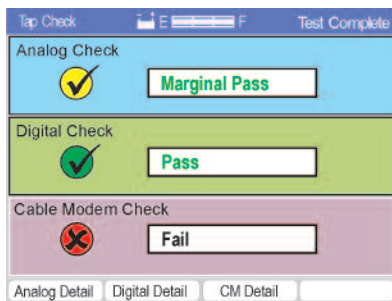 Tap Check E F Test Complete
Analog Check
Marginal Pass
Digital Check
Pass
Cable Modem Check
Fail
Analog Detail Digital Detail CM Detail